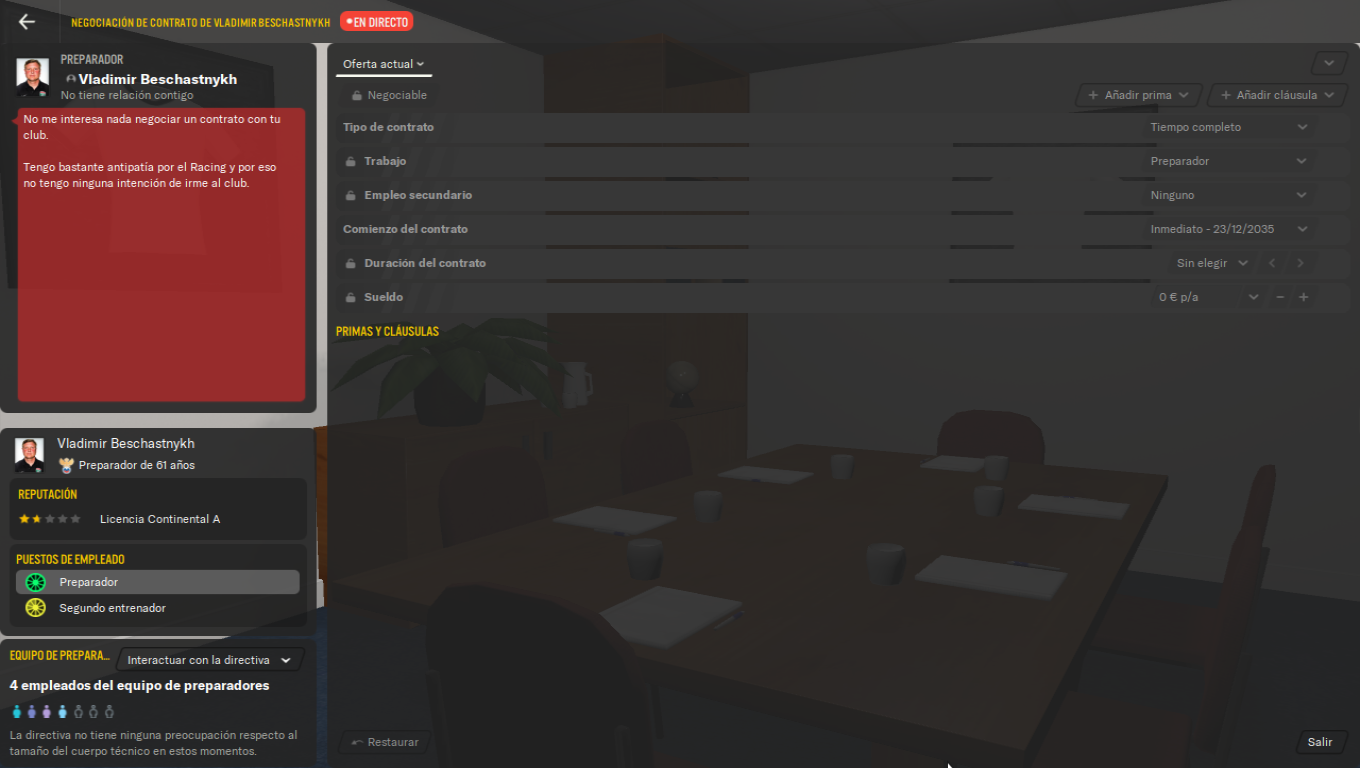 NEGOCIACIÓN DE CONTRATO DE VLADIMIR BESCHASTNYKH
EN DIRECTO
PREPARADOR
Vladimir Beschastnykh
No tiene relación contigo
No me interesa nada negociar un contrato con tu
club.
Tengo bastante antipatía por el Racing y por eso
no tengo ninguna intención de irme al club.
Vladimir Beschastnykh
Preparador de 61 años
REPUTACIÓN
Licencia Continental A
PUESTOS DE EMPLEADO
Preparador
Segundo entrenador
EQUIPO DE PREPARA...
Interactuar con la directiva
4 empleados del equipo de preparadores
La directiva no tiene ninguna preocupación respecto al
tamaño del cuerpo técnico en estos momentos.
Oferta actual
Negociable
Añadir prima
Añadir cláusula
Tipo de contrato
Tiempo completo
Trabajo
Preparador
Empleo secundario
Ninguno
Comienzo del contrato
Inmediato - 23/12/2035
Duración del contrato
Sin elegir
Sueldo
0 € p/a
PRIMAS Y CLÁUSULAS
Restaurar
Salir